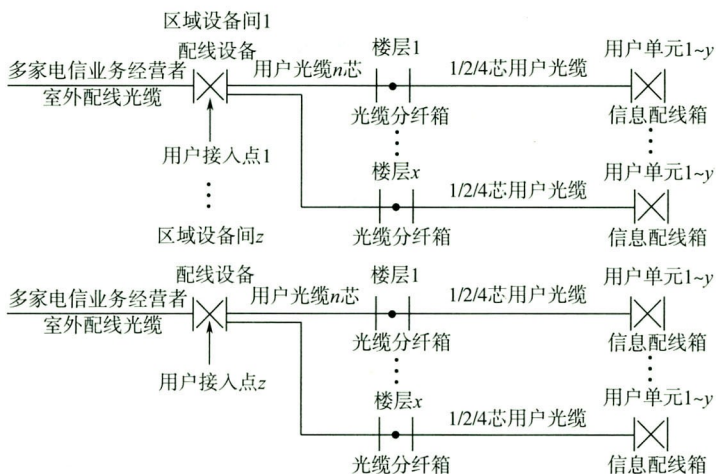 区域设备间1
配线设备
楼层1
用户单元1~y
多家电信业务经营者
用户光缆n芯
1/2/4芯用户光缆
室外配线光缆
光缆分纤箱
信息配线箱
用户接入点1
楼层x
用户单元1~y
1/2/4芯用户光缆
区域设备间z
光缆分纤箱
信息配线箱
配线设备
楼层1
用户单元1~y
多家电信业务经营者
用户光缆n芯
1/2/4芯用户光缆
室外配线光缆
光缆分纤箱
信息配线箱
用户接入点z
楼层x
用户单元1~y
1/2/4芯用户光缆
光缆分纤箱
信息配线箱